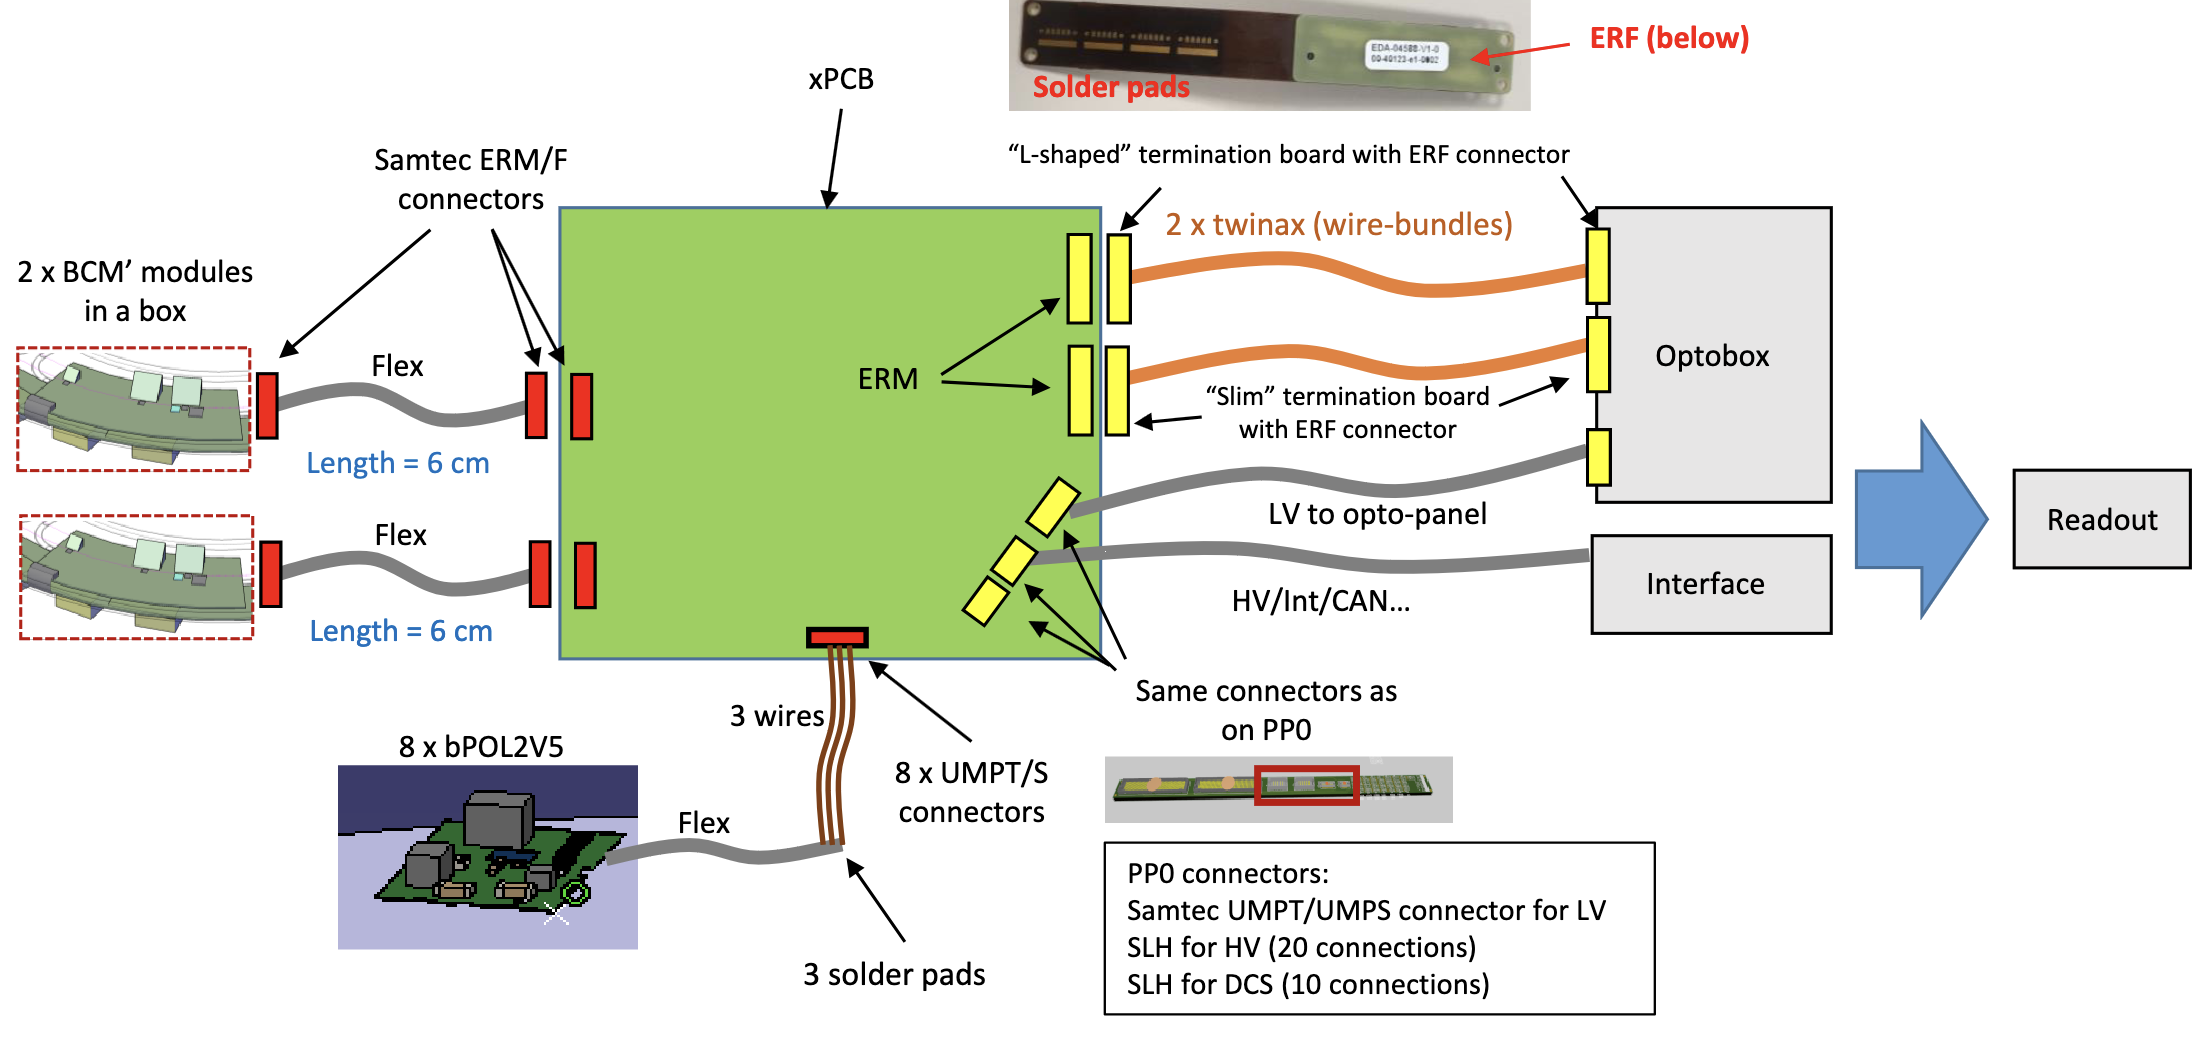 EDA-04588-V1-0
ERF (below)
Solder pads
xPCB
Samtec ERM/F
connectors
“L-shaped” termination board with ERF connector
2 x twinax (wire-bundles)
2 x BCM’ modules
in a box
Flex
Length = 6 cm
ERM
Optobox
“Slim” termination board
with ERF connector
LV to opto-panel
Readout
Flex
Length = 6 cm
HV/Int/CAN...
Interface
Same connectors as
on PP0
3 wires
8 x bPOL2V5
8 x UMPT/S
connectors
Flex
3 solder pads
PP0 connectors:
Samtec UMPT/UMPS connector for LV
SLH for HV (20 connections)
SLH for DCS (10 connections)